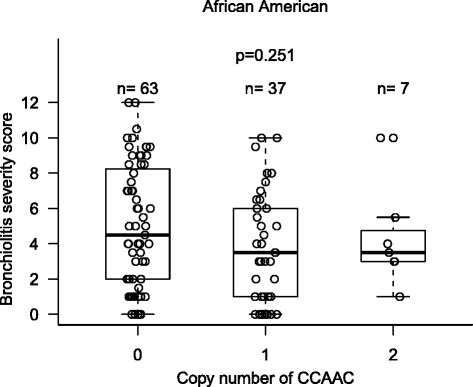 African American
p=0.251
n= 63 n= 37 n= 7
Bronchiolitis severity score
12
10
8
6
4
2
0
0 1 2
Copy number of CCAAC